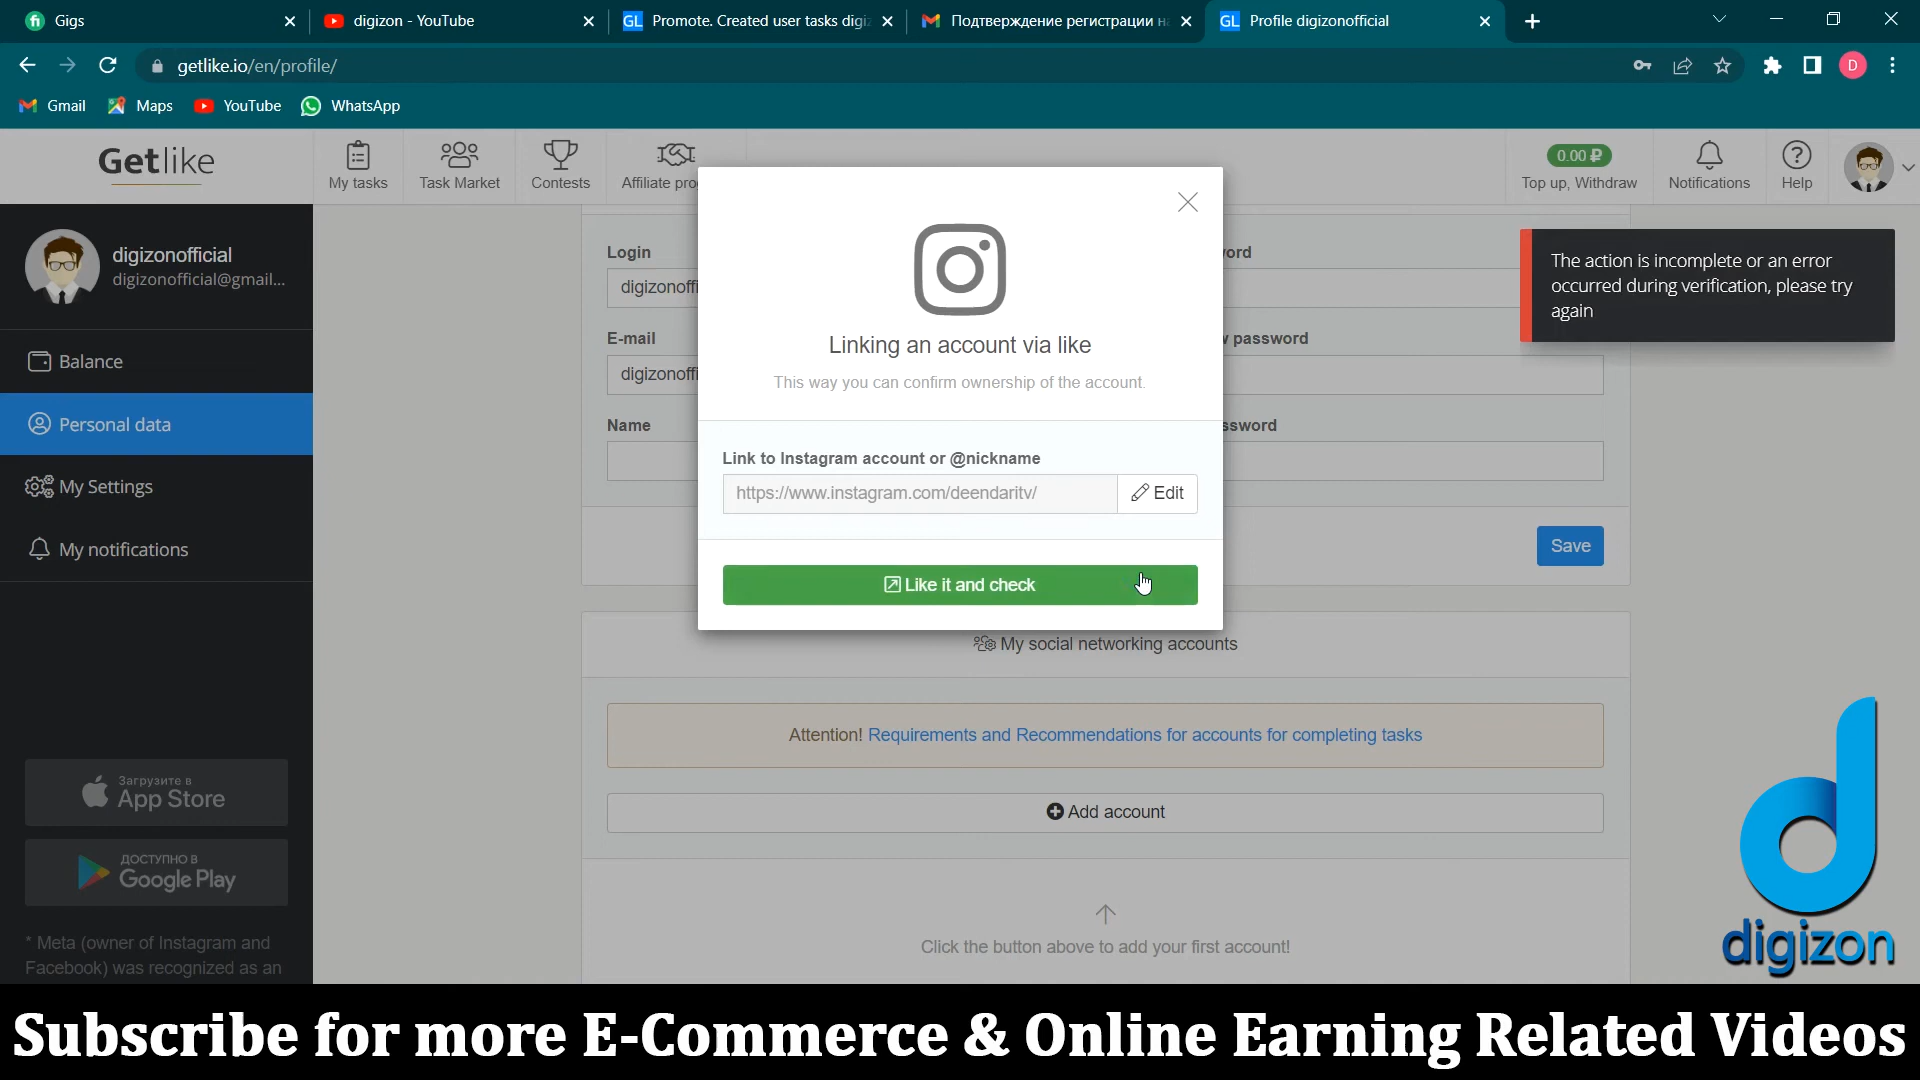 Gigs
digizon - YouTube
GL Promote. Created user tasks digi
Подтверждение регистрации н
GL Profile digizonofficial
getlike.io/en/profile/
D
Gmail
Maps
YouTube
WhatsApp
Getlike
My tasks
Task Market
Contests
Affiliate pro
0.00 ₽
Top up, Withdraw
Notifications
Help
digizonofficial
digizonofficial@gmail...
Balance
Personal data
My Settings
My notifications
Загрузите в
App Store
ДОСТУПНО В
Google Play
* Meta (owner of Instagram and
Facebook) was recognized as an
Login
digizonoffi
E-mail
digizonoffi
Name
ord
password
ssword
Save
Linking an account via like
This way you can confirm ownership of the account.
Link to Instagram account or @nickname
https://www.instagram.com/deendaritv/
Edit
Like it and check
The action is incomplete or an error
occurred during verification, please try
again
My social networking accounts
Attention! Requirements and Recommendations for accounts for completing tasks
Add account
Click the button above to add your first account!
digizon
Subscribe for more E-Commerce & Online Earning Related Videos